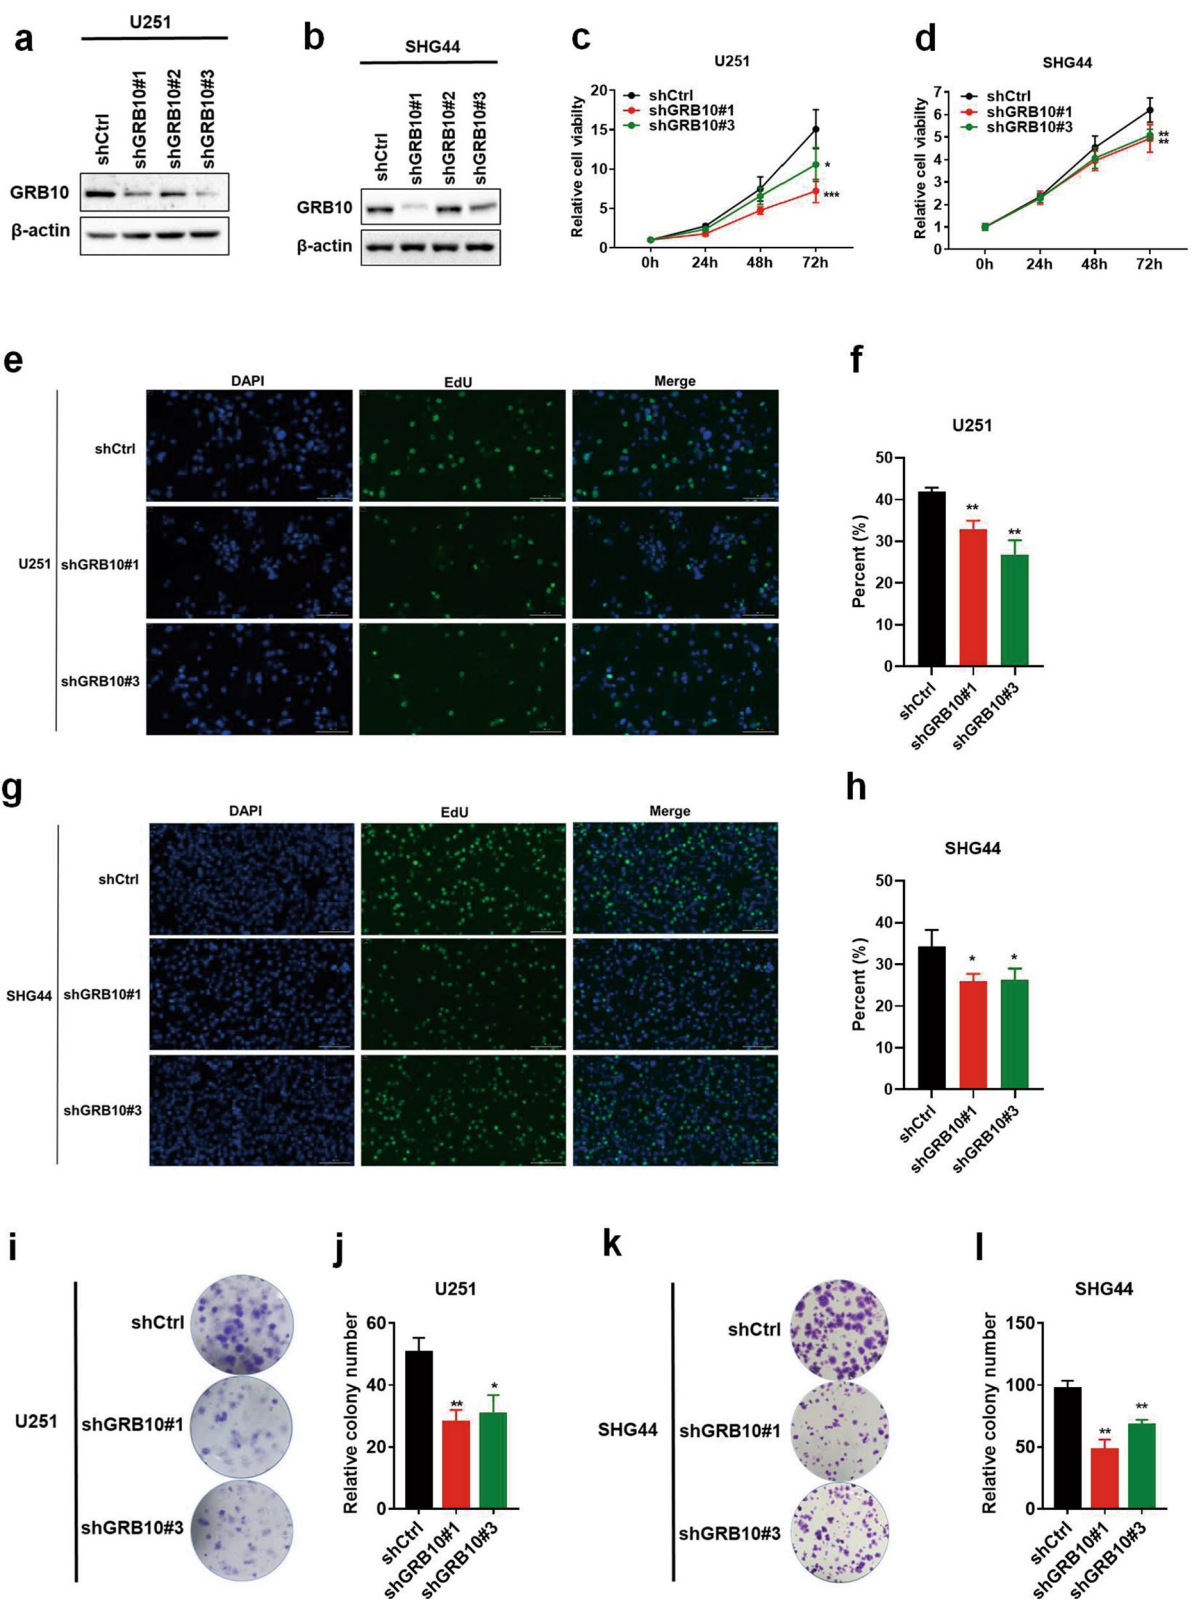 a
U251
shCtrl
shGRB10#1
shGRB10#2
shGRB10#3
GRB10
β-actin
b
SHG44
shCtrl
shGRB10#1
shGRB10#2
shGRB10#3
GRB10
β-actin
c
U251
Relative cell viability
20
15
10
5
0
shCtrl
shGRB10#1
shGRB10#3
*
***
0h 24h 48h 72h
d
SHG44
Relative cell viability
7
6
5
4
3
2
1
0
shCtrl
shGRB10#1
shGRB10#3
**
**
0h 24h 48h 72h
e
DAPI EdU Merge
U251
shCtrl
shGRB10#1
shGRB10#3
f
U251
Percent (%)
50
40
30
20
10
0
**
**
shCtrl
shGRB10#1
shGRB10#3
g
DAPI EdU Merge
SHG44
shCtrl
shGRB10#1
shGRB10#3
h
SHG44
Percent (%)
50
40
30
20
10
0
*
*
shCtrl
shGRB10#1
shGRB10#3
i
U251
shCtrl
shGRB10#1
shGRB10#3
j
U251
Relative colony number
60
40
20
0
**
*
shCtrl
shGRB10#1
shGRB10#3
k
SHG44
shCtrl
shGRB10#1
shGRB10#3
l
SHG44
Relative colony number
150
100
50
0
**
**
shCtrl
shGRB10#1
shGRB10#3